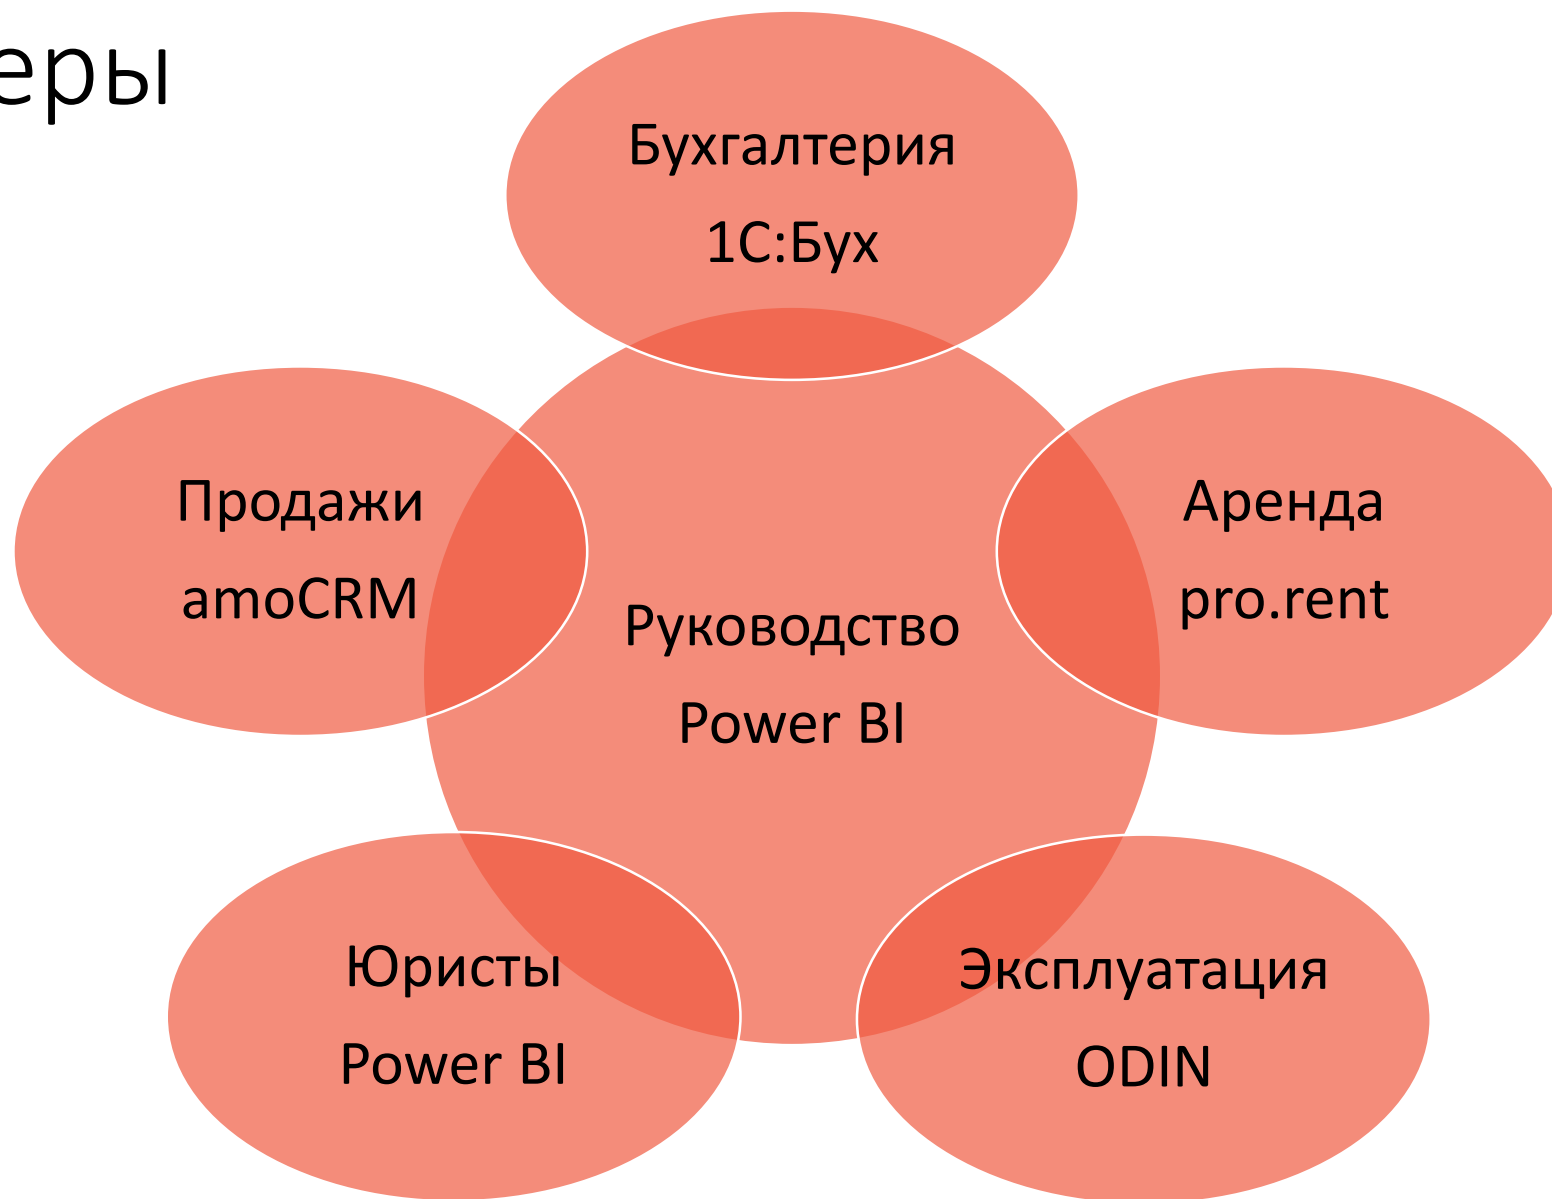 еры
Бухгалтерия
1С:Бух
Продажи
amoCRM
Аренда
pro.rent
Руководство
Power BI
Юристы
Power BI
Эксплуатация
ODIN